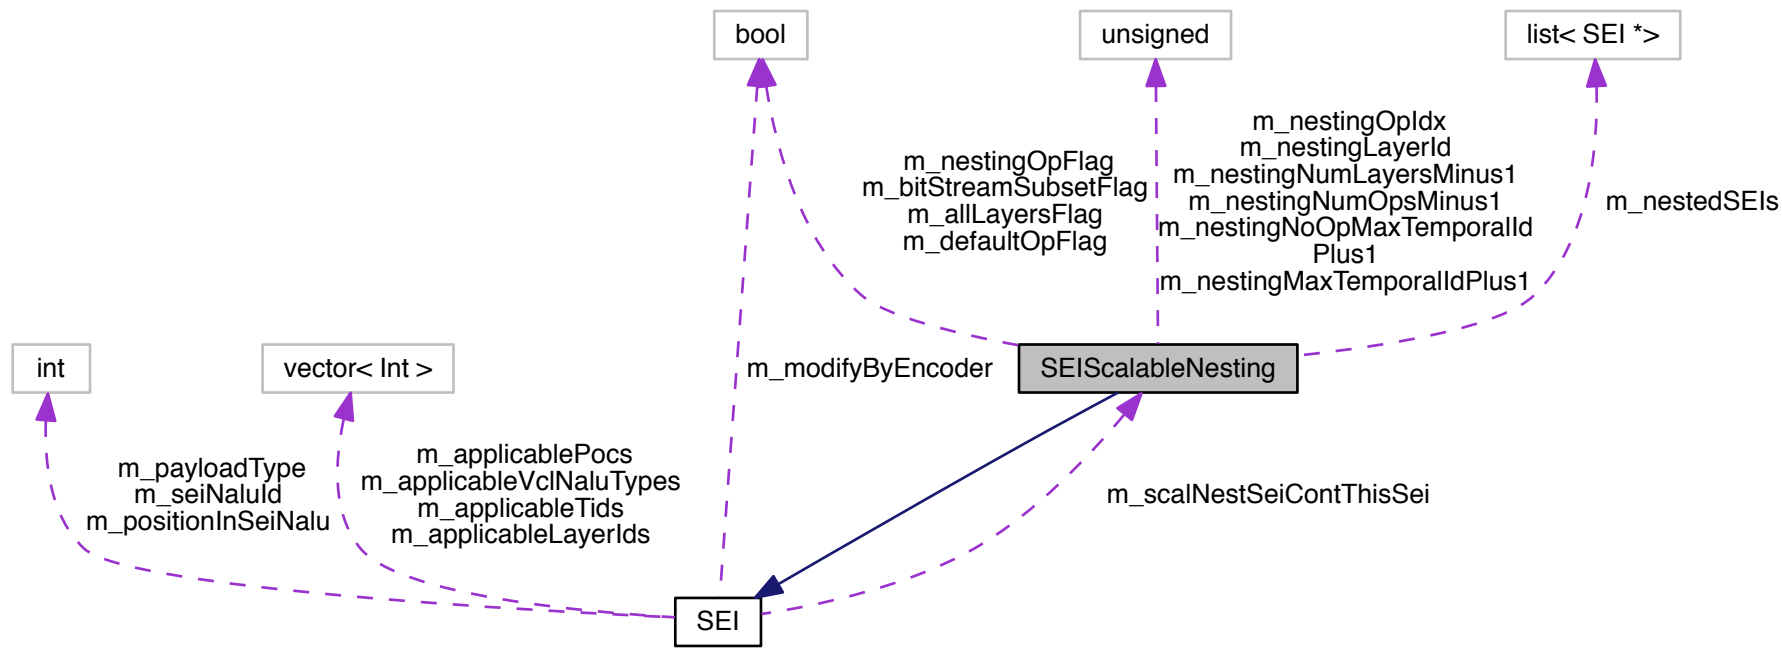 bool
unsigned
list< SEI *>
m_nestingOpFlag
m_bitStreamSubsetFlag
m_allLayersFlag
m_defaultOpFlag
m_nestingOpIdx
m_nestingLayerId
m_nestingNumLayersMinus1
m_nestingNumOpsMinus1
m_nestingNoOpMaxTemporalId
Plus1
m_nestingMaxTemporalIdPlus1
m_nestedSEIs
int
vector< Int >
m_modifyByEncoder
SEIScalableNesting
m_payloadType
m_seiNaluId
m_positionInSeiNalu
m_applicablePocs
m_applicableVclNaluTypes
m_applicableTids
m_applicableLayerIds
m_scalNestSeiContThisSei
SEI